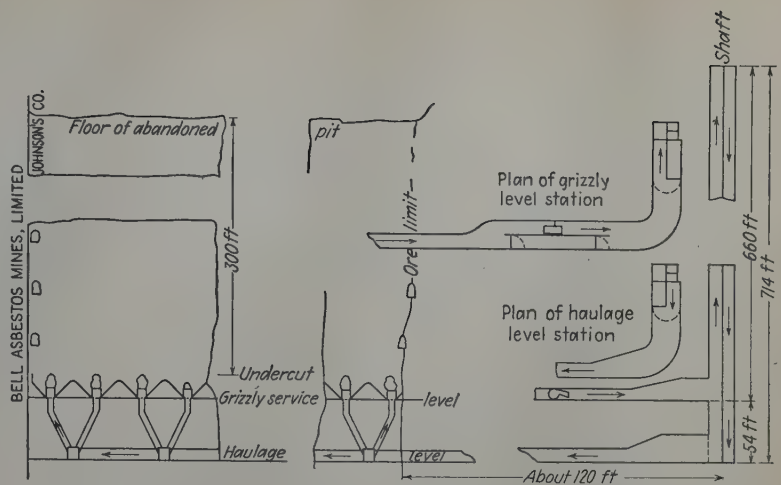 BELL ASBESTOS MINES, LIMITED
JOHNSON'S CO.
Floor of abandoned
pit
300 ft
Ore limit
Shaft
Plan of grizzly
level station
Plan of haulage
level station
660 ft
714 ft
54 ft
Undercut
Grizzly service
level
Haulage
level
About 120 ft